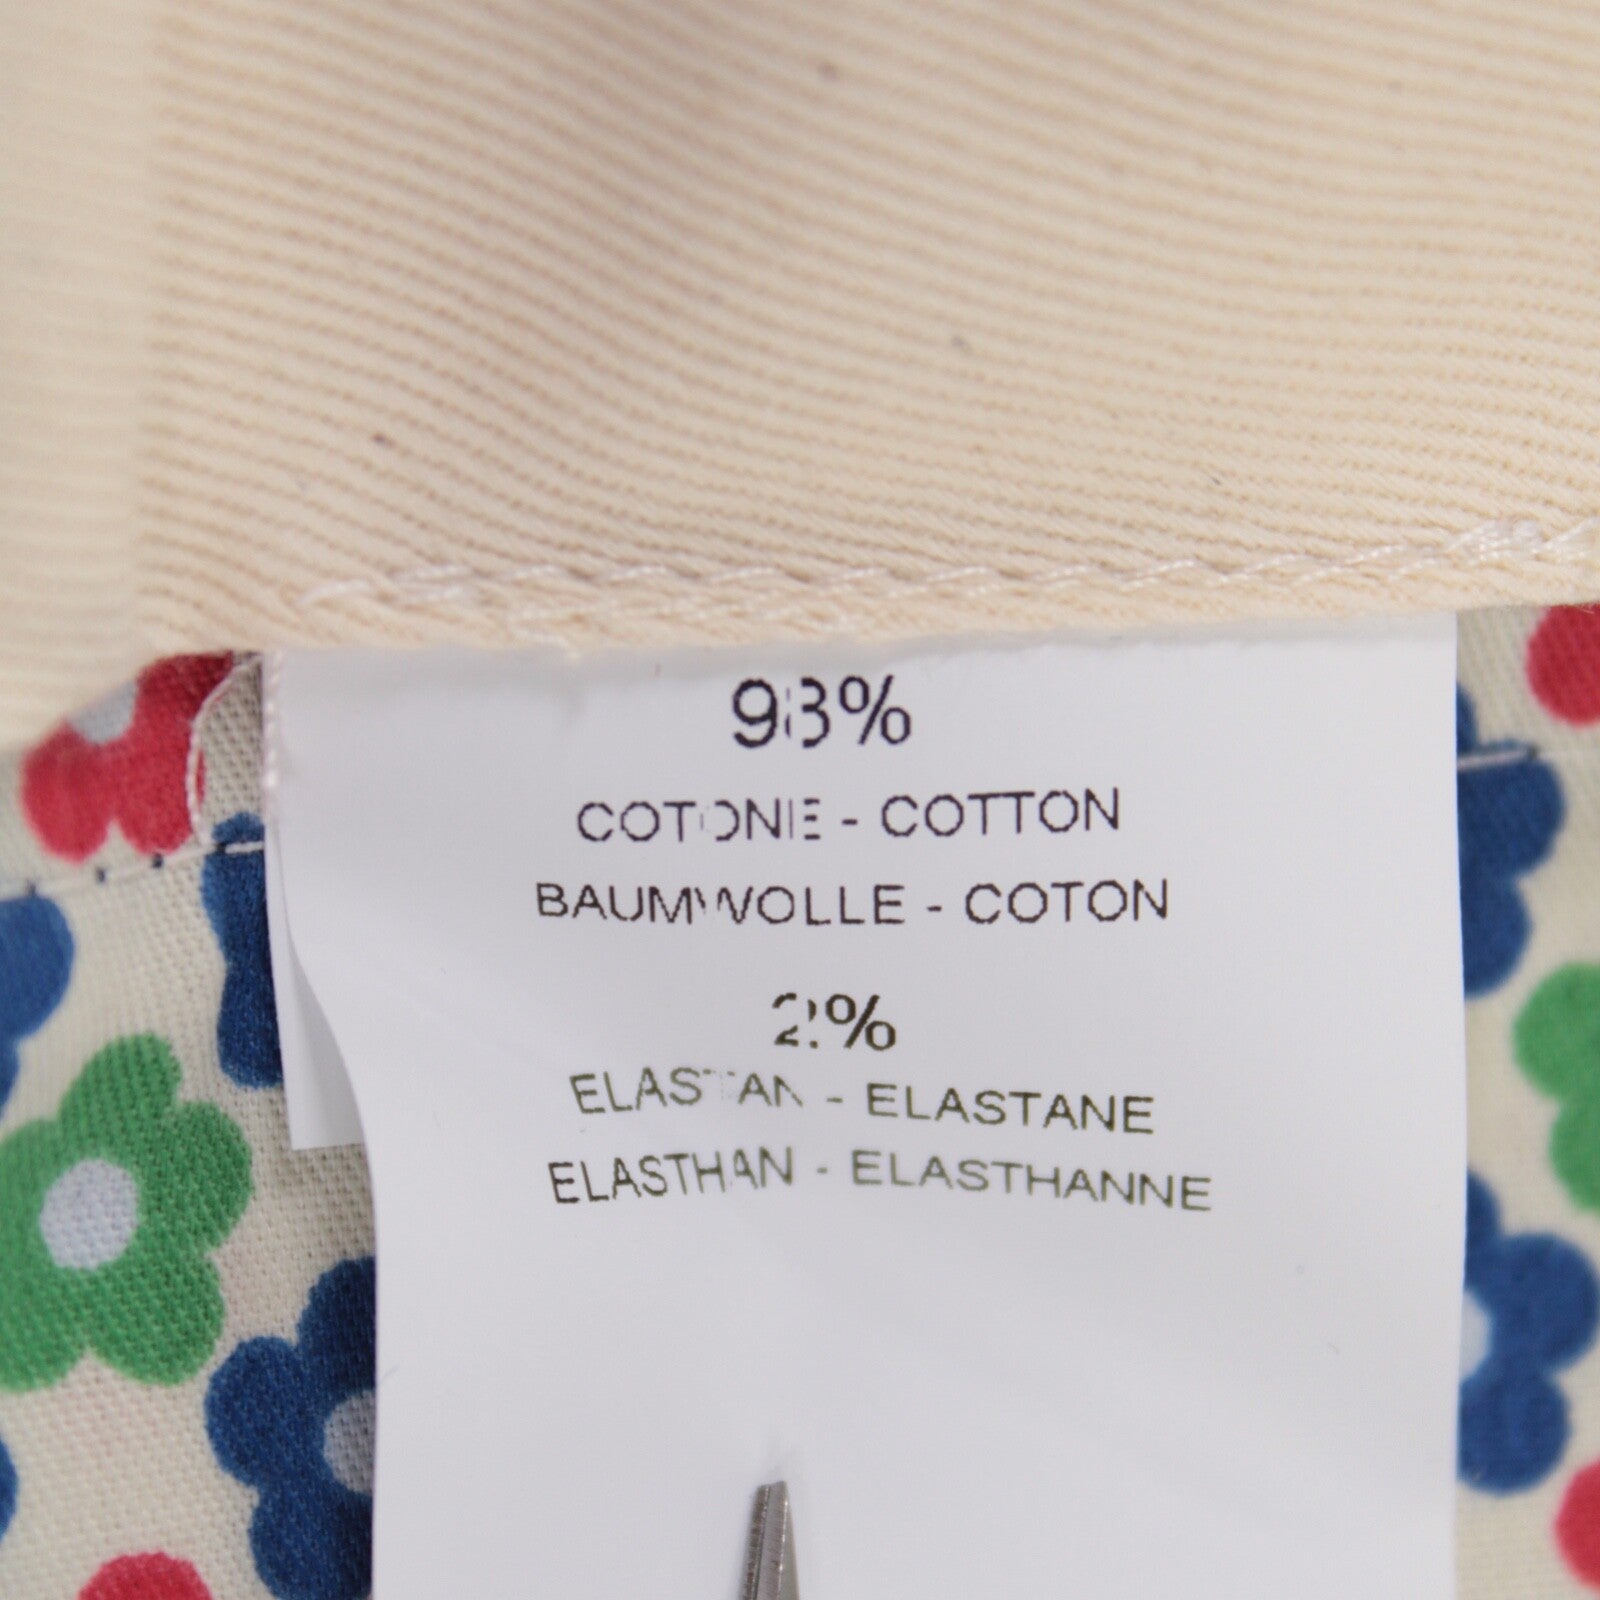 98%
COTONE - COTTON
BAUMWOLLE - COTON
2%
ELASTAN - ELASTANE
ELASTHAN - ELASTHANNE